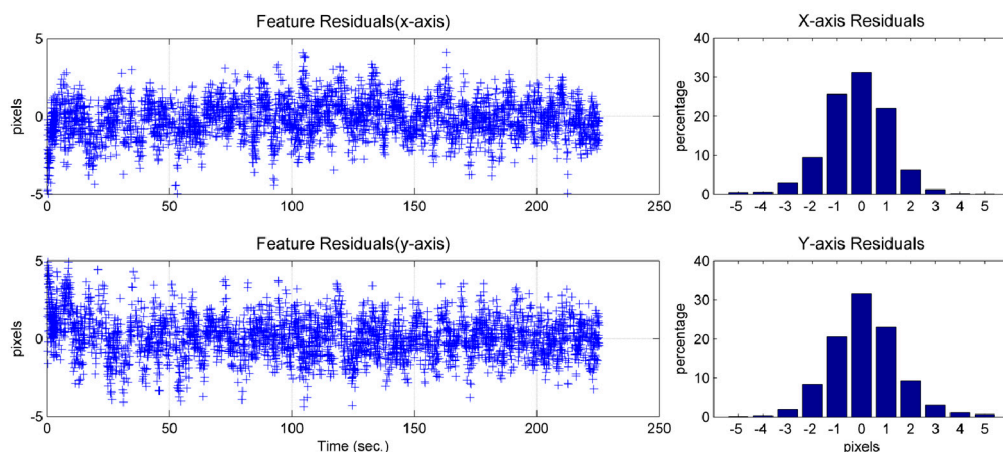 Feature Residuals(x-axis)
5
0
-5
pixels
0 50 100 150 200 250
X-axis Residuals
40
30
20
10
0
percentage
-5 -4 -3 -2 -1 0 1 2 3 4 5
Feature Residuals(y-axis)
5
0
-5
pixels
0 50 100 150 200 250
Time (sec.)
Y-axis Residuals
40
30
20
10
0
percentage
-5 -4 -3 -2 -1 0 1 2 3 4 5
pixels